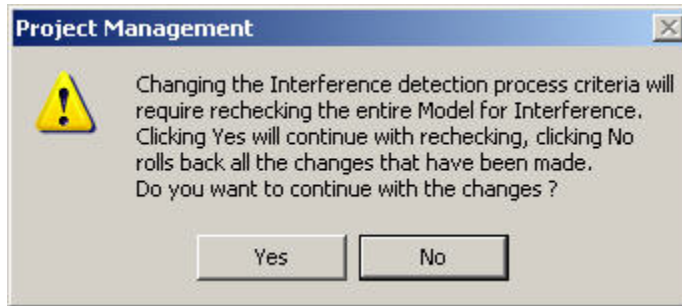 Project Management
Changing the Interference detection process criteria will
require rechecking the entire Model for Interference.
Clicking Yes will continue with rechecking, clicking No
rolls back all the changes that have been made.
Do you want to continue with the changes ?
Yes
No